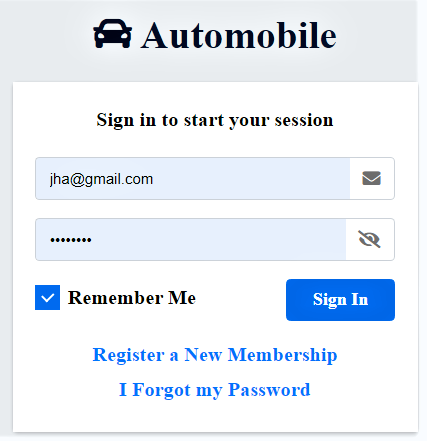 Automobile
Sign in to start your session
jha@gmail.com
••••••••
Remember Me
Sign In
Register a New Membership
I Forgot my Password